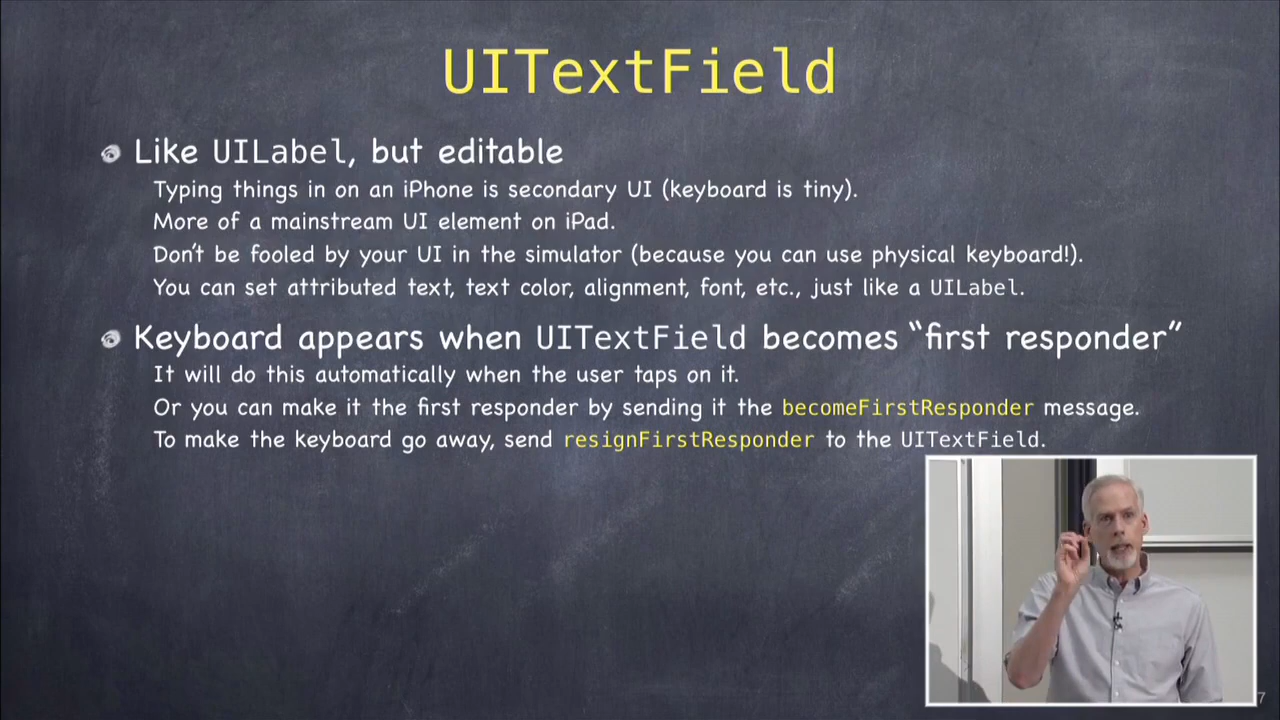 UITextField
Like UILabel, but editable
Typing things in on an iPhone is secondary UI (keyboard is tiny).
More of a mainstream UI element on iPad.
Don't be fooled by your UI in the simulator (because you can use physical keyboard!).
You can set attributed text, text color, alignment, font, etc., just like a UILabel.
Keyboard appears when UITextField becomes “first responder”
It will do this automatically when the user taps on it.
Or you can make it the first responder by sending it the becomeFirstResponder message.
To make the keyboard go away, send resignFirstResponder to the UITextField.